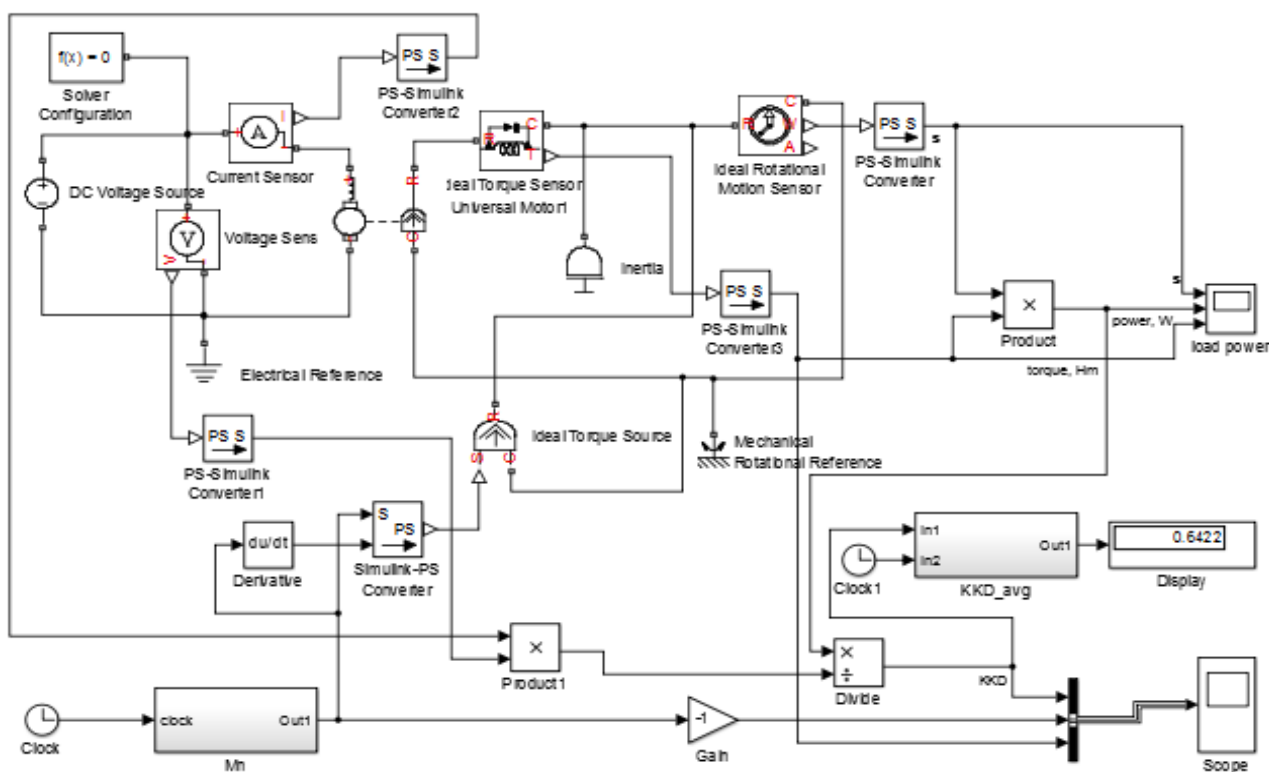 f(x) = 0
Solver
Configuration
DC Voltage Source
A
I
Current Sensor
V
V
Voltage Sens
Electrical Reference
PS S
PS-Simulink
Converter2
R
C
T
Ideal Torque Sensor
Universal Motor1
R
C
Inertia
R
C
W
A
Ideal Rotational
Motion Sensor
PS S
s
PS-Simulink
Converter
PS S
PS-Simulink
Converter3
×
Product
s
power, W
torque, Hm
load power
PS S
PS-Simulink
Converter1
R
S
C
Ideal Torque Source
Mechanical
Rotational Reference
du/dt
Derivative
S
PS
Simulink-PS
Converter
In1
In2
Out1
KKD_avg
Clock1
0.6422
Display
×
Product1
×
÷
Divide
KKD
Clock
clock
Out1
Mn
-1
Gain
Scope